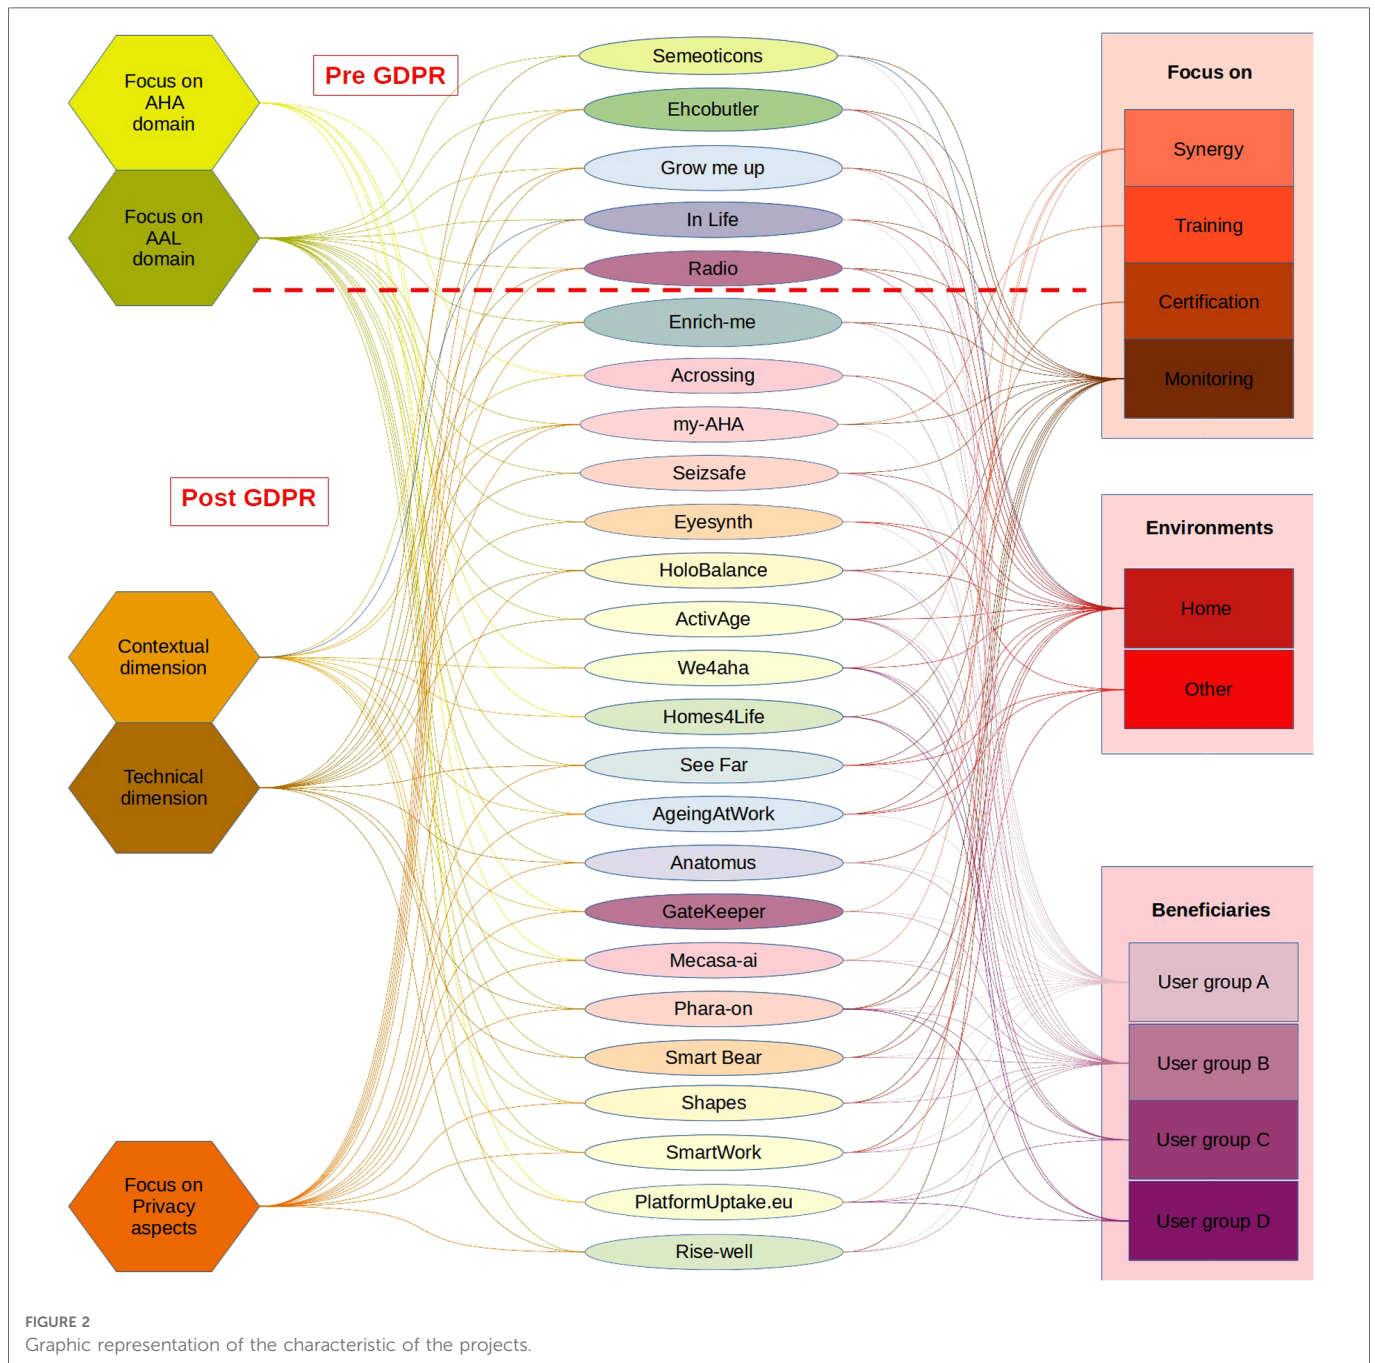 Focus on
AHA
domain
Focus on
AAL
domain
Pre GDPR
Post GDPR
Contextual
dimension
Technical
dimension
Focus on
Privacy
aspects
Semeoticons
Ehcobutler
Grow me up
In Life
Radio
Enrich-me
Acrossing
my-AHA
Seizsafe
Eyesynth
HoloBalance
ActivAge
We4aha
Homes4Life
See Far
AgeingAtWork
Anatomus
GateKeeper
Mecasa-ai
Phara-on
Smart Bear
Shapes
SmartWork
PlatformUptake.eu
Rise-well
Focus on
Synergy
Training
Certification
Monitoring
Environments
Home
Other
Beneficiaries
User group A
User group B
User group C
User group D
FIGURE 2
Graphic representation of the characteristic of the projects.